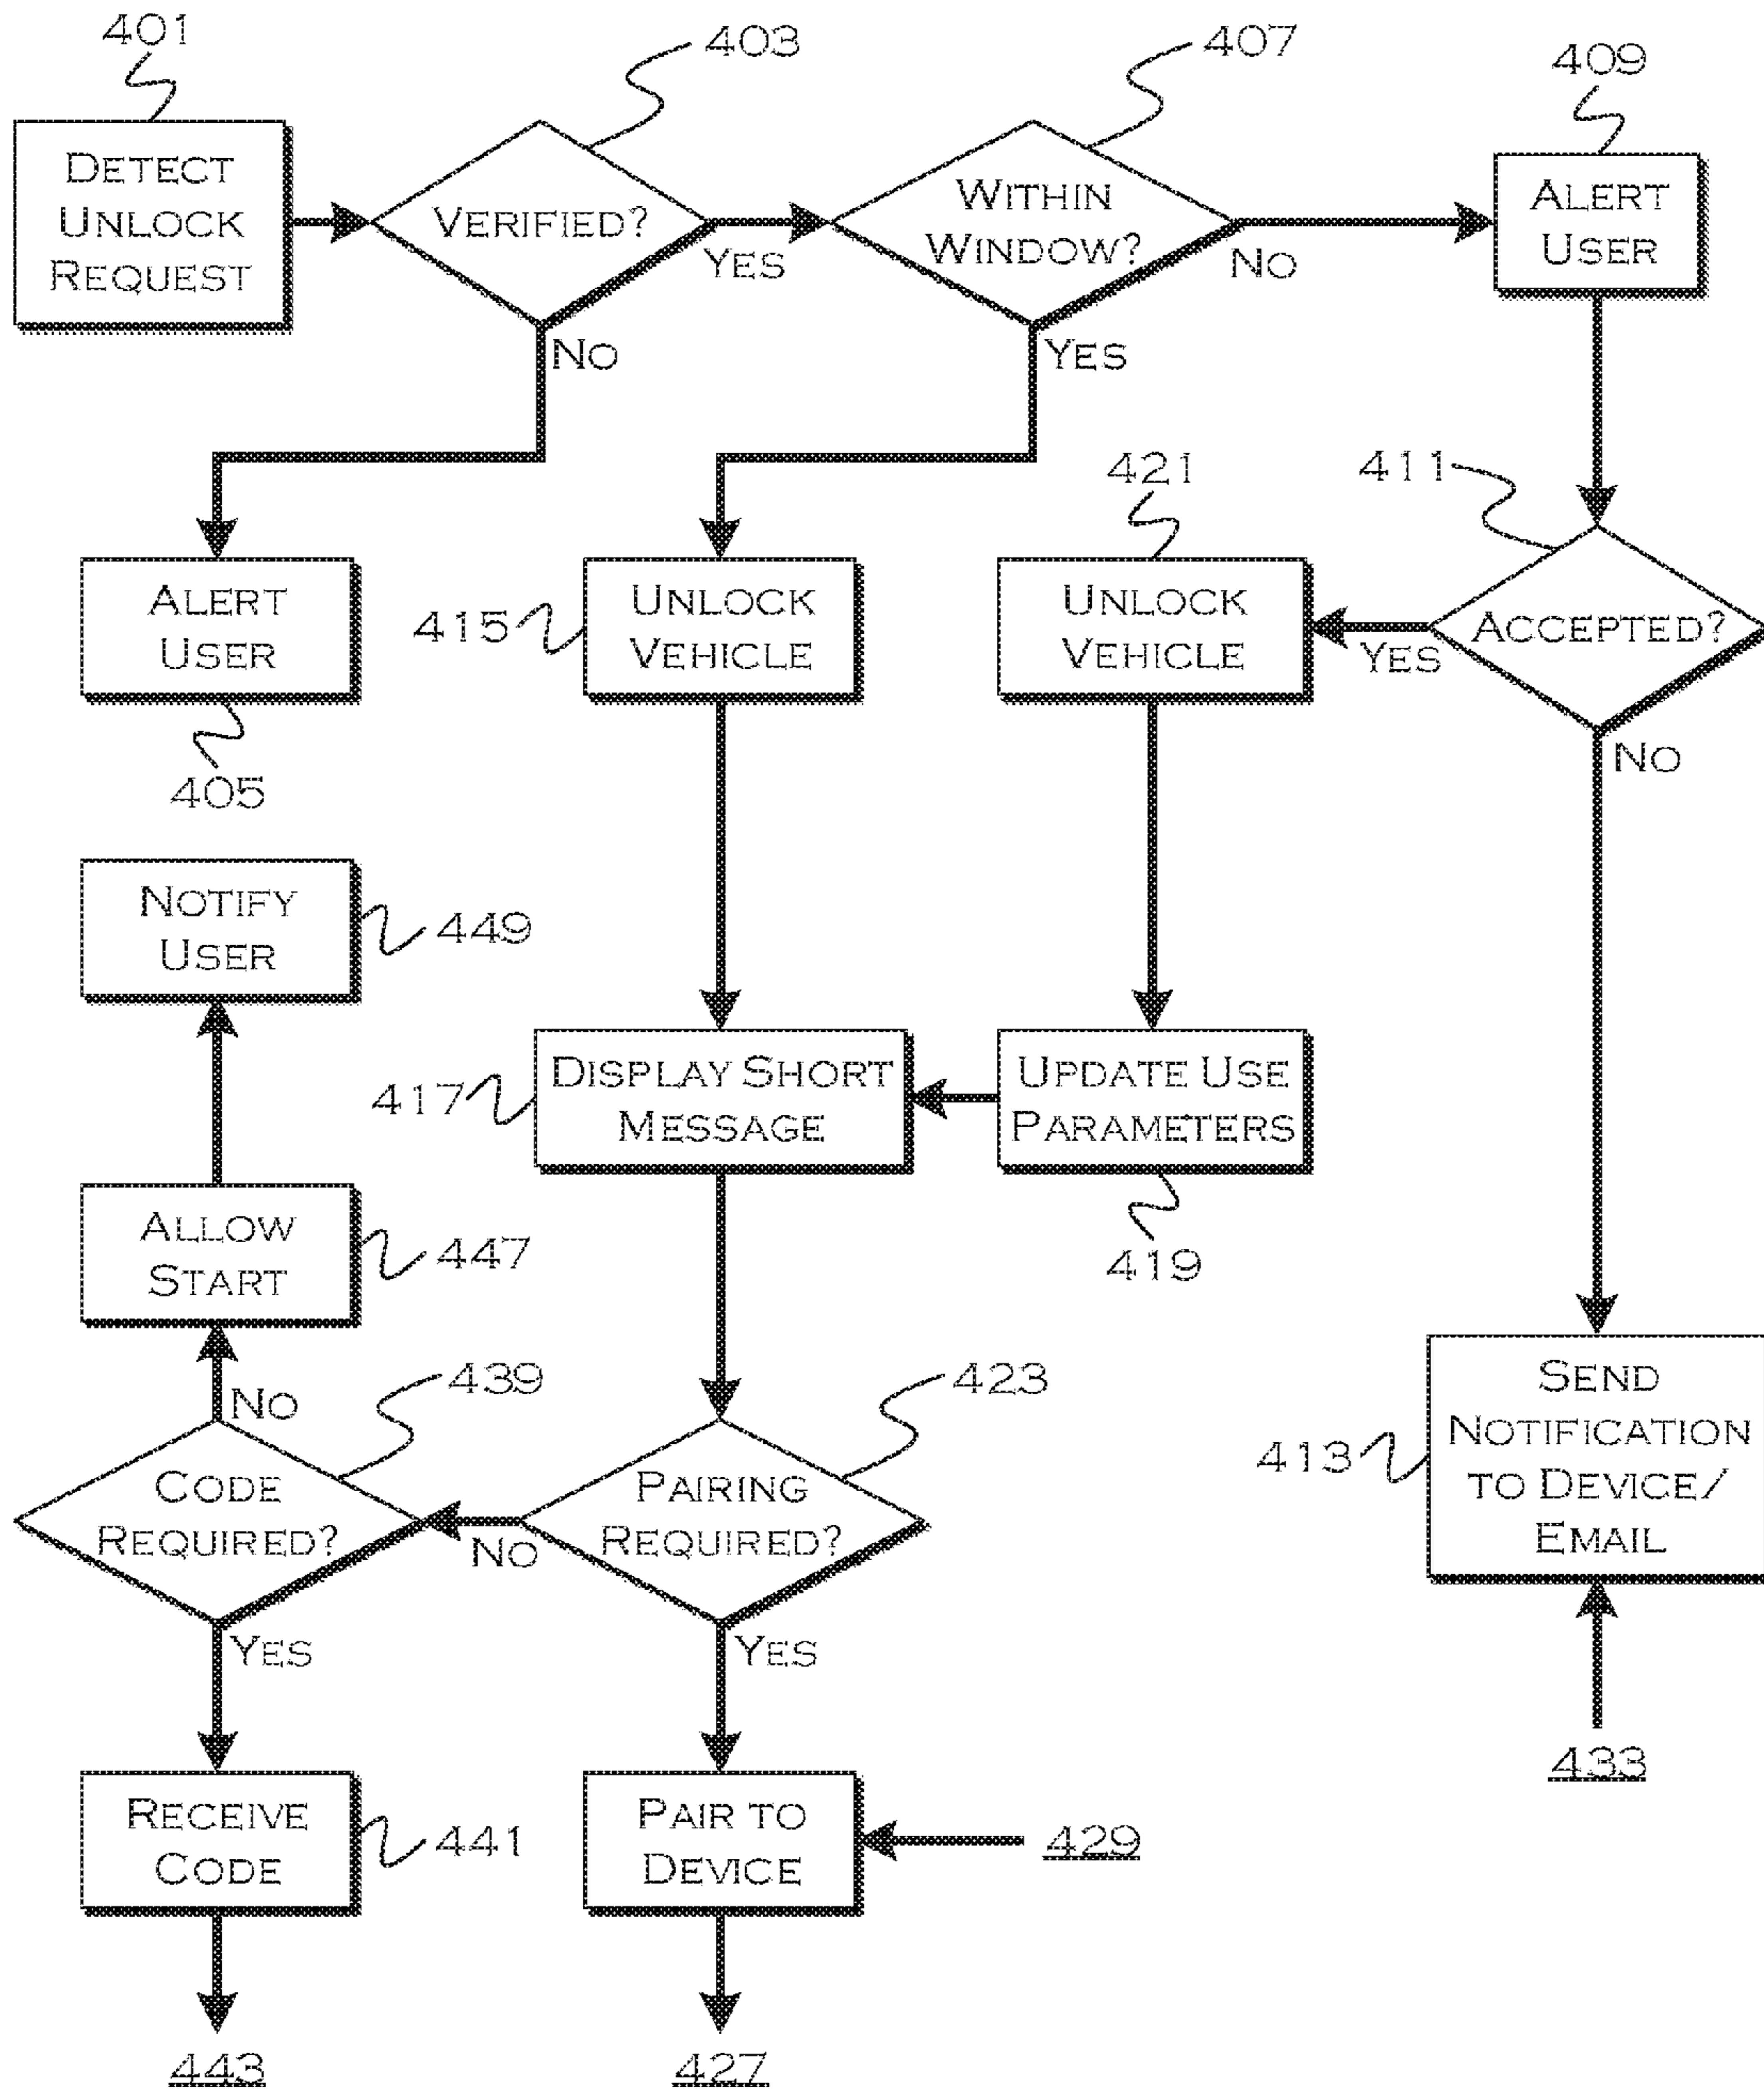 401
403
407
409
DETECT
UNLOCK
REQUEST
VERIFIED?
YES
NO
WITHIN
WINDOW?
NO
YES
ALERT
USER
411
421
ALERT
USER
405
415
UNLOCK
VEHICLE
UNLOCK
VEHICLE
YES
ACCEPTED?
NO
NOTIFY
USER
449
417
DISPLAY SHORT
MESSAGE
UPDATE USE
PARAMETERS
419
ALLOW
START
447
NO
439
423
CODE
REQUIRED?
NO
PAIRING
REQUIRED?
413
SEND
NOTIFICATION
TO DEVICE/
EMAIL
YES
YES
433
RECEIVE
CODE
441
PAIR TO
DEVICE
429
443
427